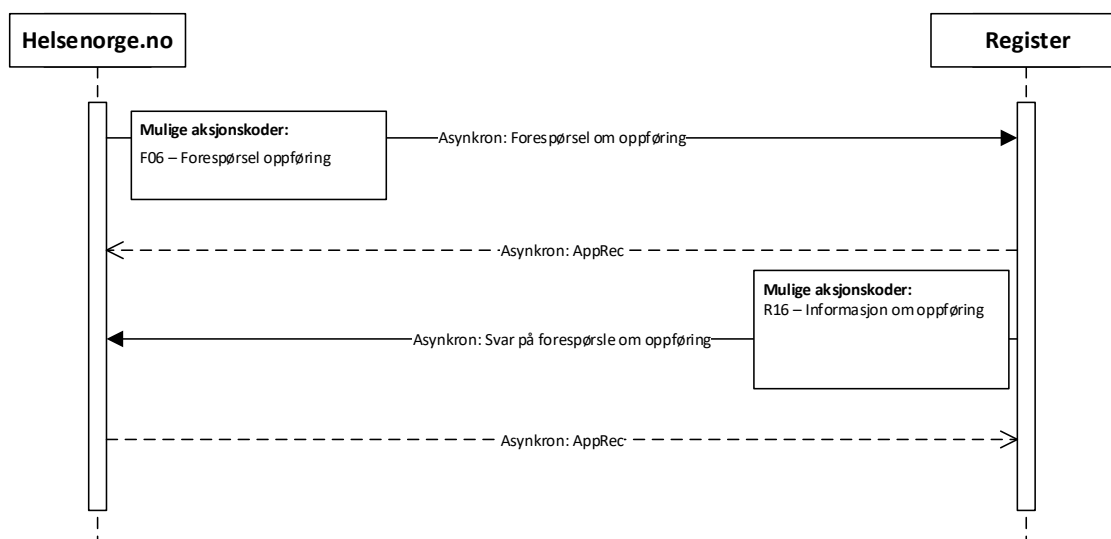 Helsenorge.no
Register
Mulige aksjonskoder:
F06 – Forespørsel oppføring
Asynkron: Forespørsel om oppføring
Asynkron: AppRec
Mulige aksjonskoder:
R16 – Informasjon om oppføring
Asynkron: Svar på forespørsle om oppføring
Asynkron: AppRec